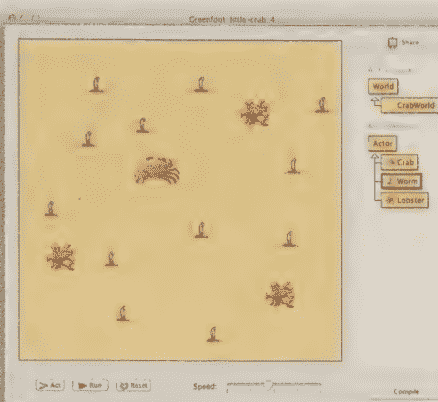 Greenfoot: little-crab-4
Share
World
CrabWorld
Actor
Crab
Worm
Lobster
Act
Run
Reset
Speed:
Compile